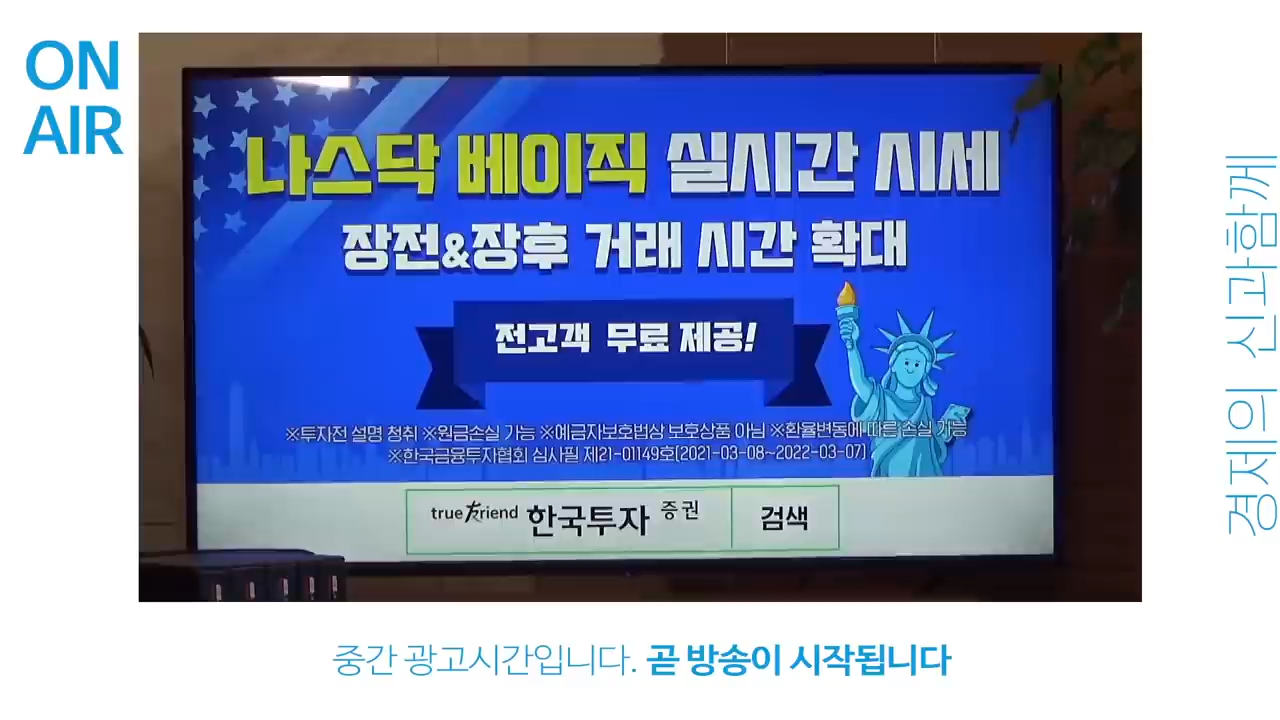 ON
AIR
나스닥 베이직 실시간 시세
장전&장후 거래 시간 확대
전고객 무료 제공!
※투자전 설명 청취 ※원금손실 가능 ※예금자보호법상 보호상품 아님 ※환율변동에 따른 손실 가능
※한국금융투자협회 심사필 제21-01149호(2021-03-08~2022-03-07)
true friend 한국투자 증권 검색
경제의 신과함께
중간 광고시간입니다. 곧 방송이 시작됩니다